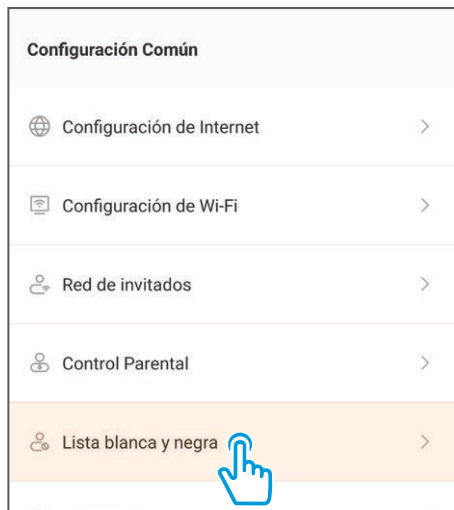 Configuración Común
Configuración de Internet
Configuración de Wi-Fi
Red de invitados
Control Parental
Lista blanca y negra